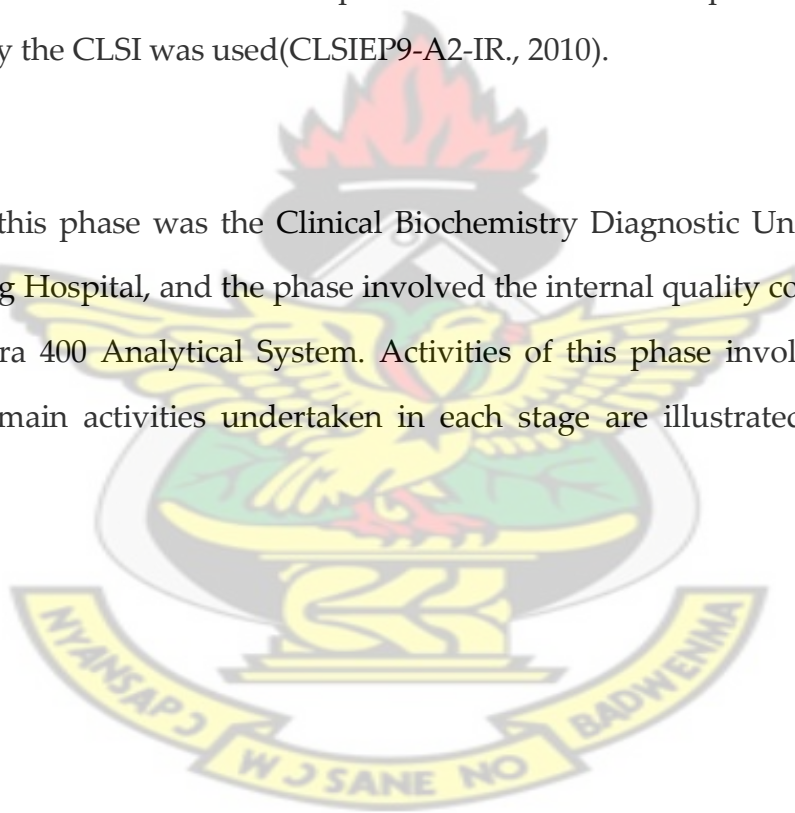 y the CLSI was used(CLSIEP9-A2-IR., 2010).
this phase was the Clinical Biochemistry Diagnostic Un
g Hospital, and the phase involved the internal quality co
ra 400 Analytical System. Activities of this phase invol
main activities undertaken in each stage are illustrated
NYANSAPƆ
WƆSANE NO
BADWENMA